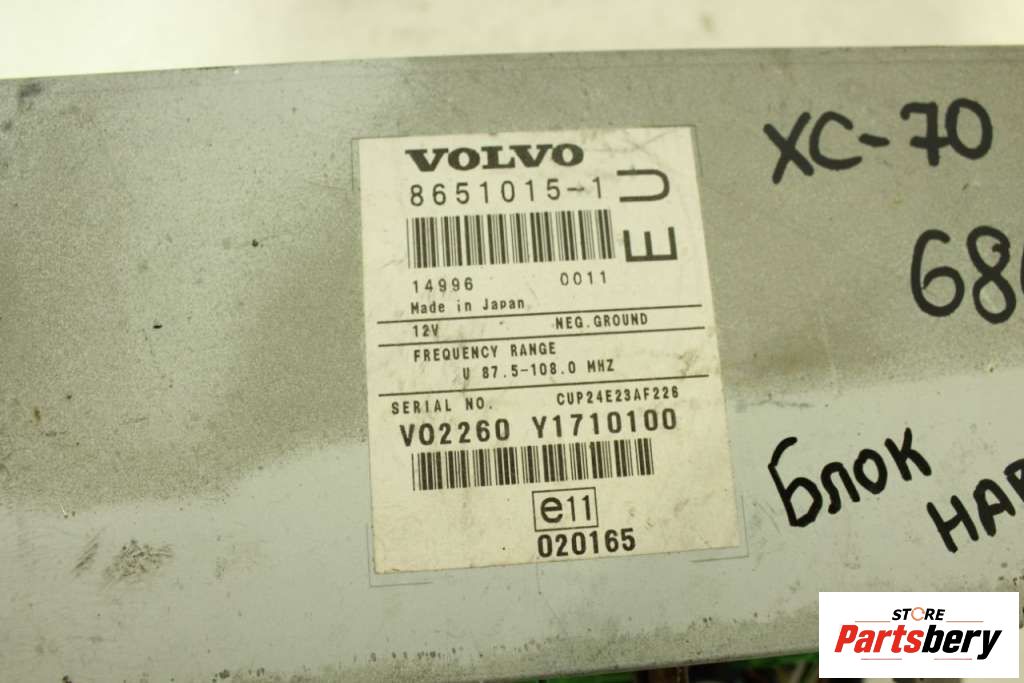 VOLVO
8651015-1
EU
14996 0011
Made in Japan
12V NEG.GROUND
FREQUENCY RANGE
U 87.5-108.0 MHZ
SERIAL NO. CUP24E23AF226
VO2260 Y1710100
e11
020165
XC-70
68
Блок
STORE
Partsbery